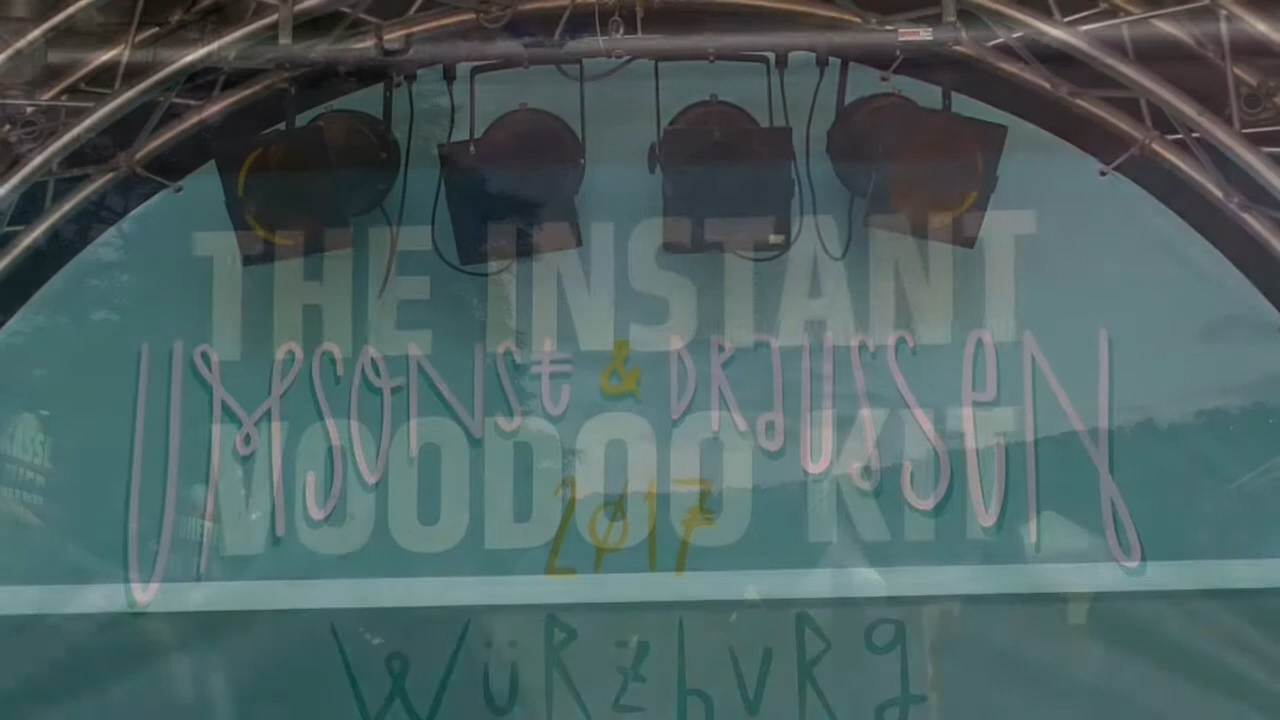 THE INSTANT
UMSONST & DRAUSSEN
VOODOO KIT
2017
WÜRZBURG